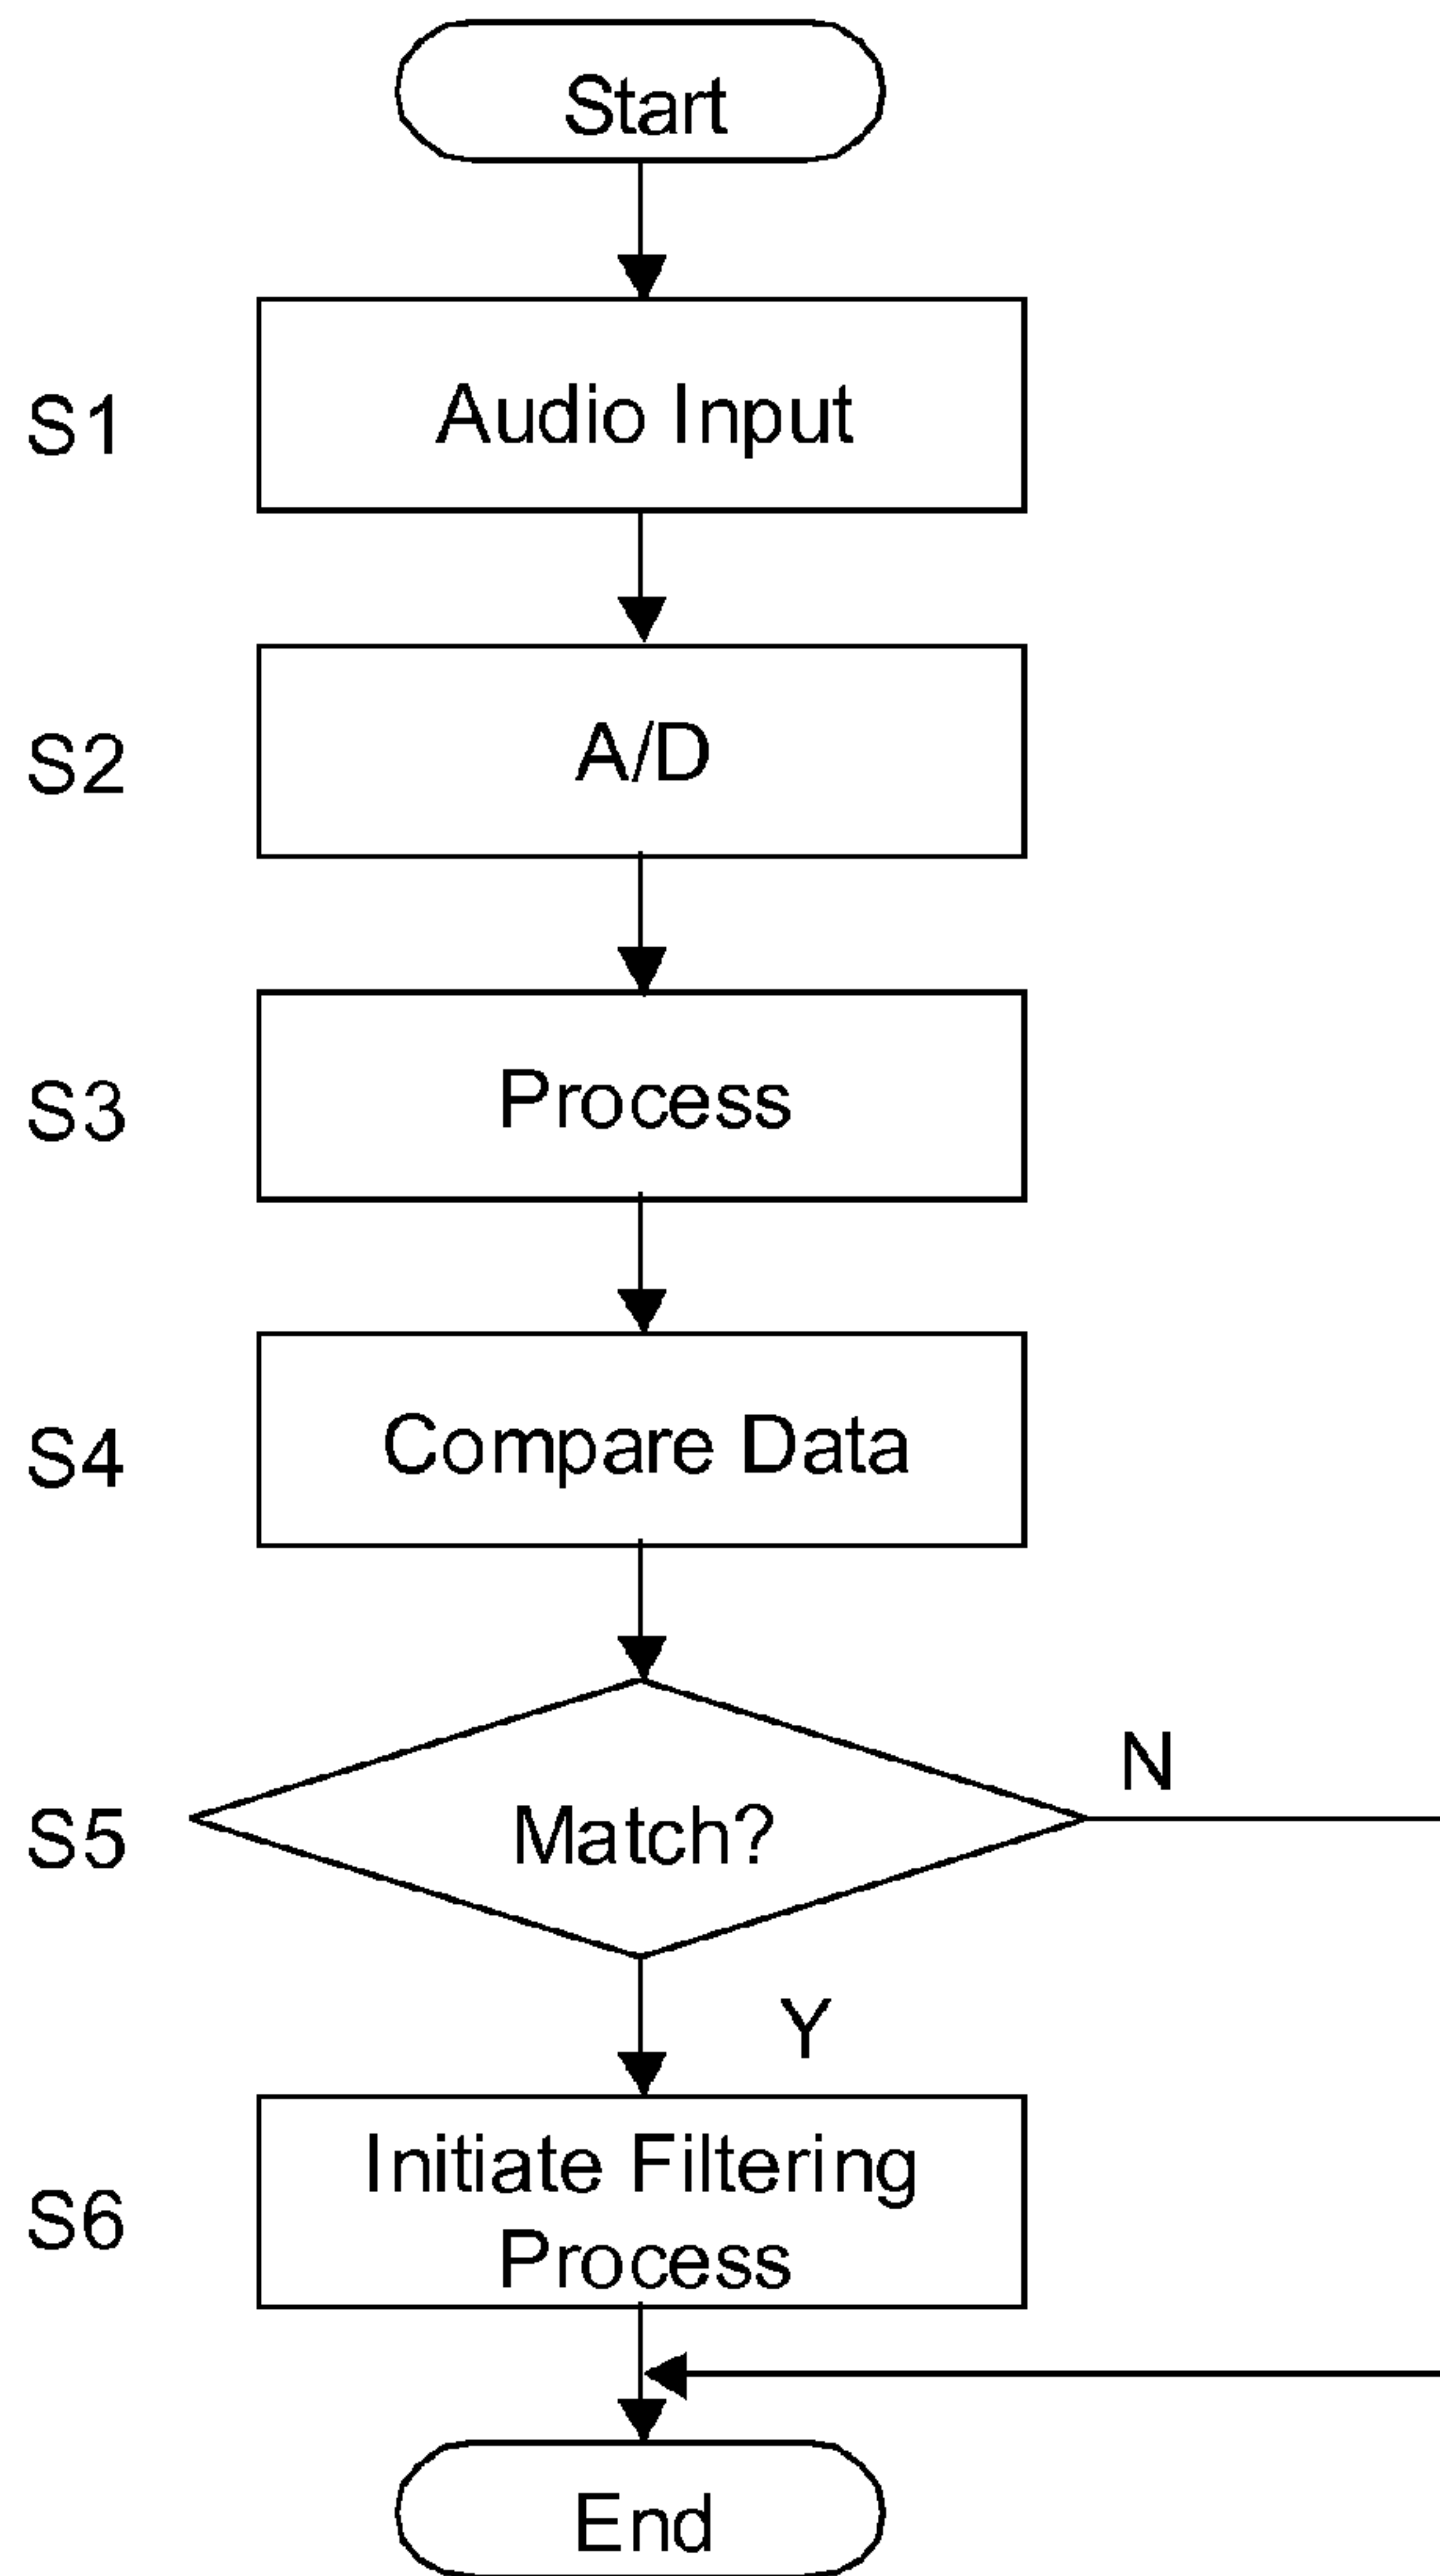 Start
S1
Audio Input
S2
A/D
S3
Process
S4
Compare Data
S5
Match?
N
Y
S6
Initiate Filtering
Process
End